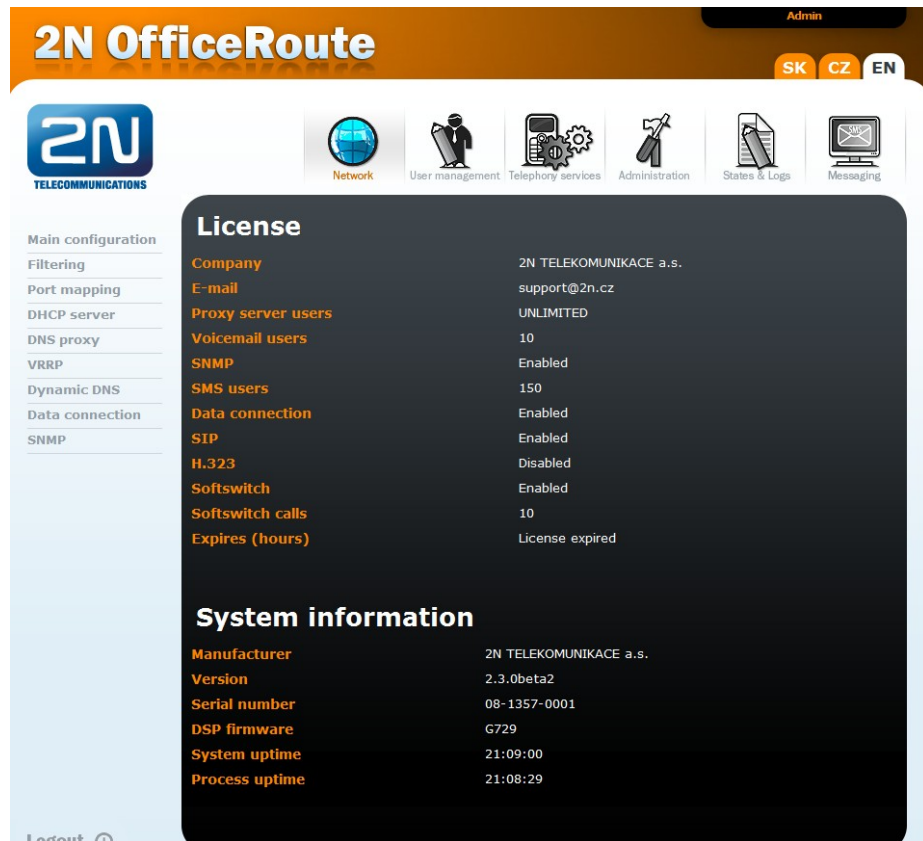 Admin
2N OfficeRoute
SK CZ EN
2N
TELECOMMUNICATIONS
Network User management Telephony services Administration States & Logs SMS Messaging
Main configuration
Filtering
Port mapping
DHCP server
DNS proxy
VRRP
Dynamic DNS
Data connection
SNMP
License
Company 2N TELEKOMUNIKACE a.s.
E-mail support@2n.cz
Proxy server users UNLIMITED
Voicemail users 10
SNMP Enabled
SMS users 150
Data connection Enabled
SIP Enabled
H.323 Disabled
Softswitch Enabled
Softswitch calls 10
Expires (hours) License expired
System information
Manufacturer 2N TELEKOMUNIKACE a.s.
Version 2.3.0beta2
Serial number 08-1357-0001
DSP firmware G729
System uptime 21:09:00
Process uptime 21:08:29
Logout